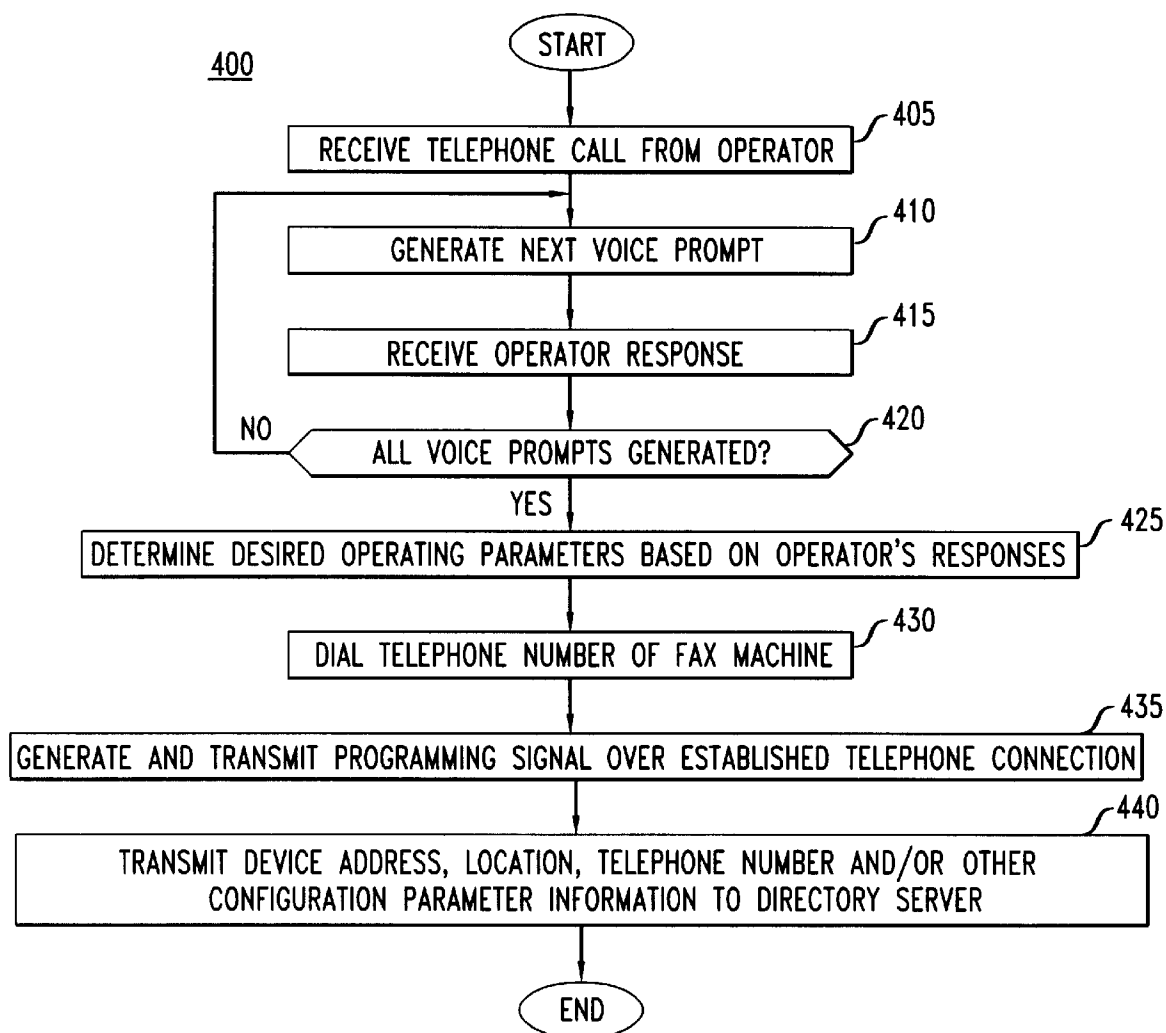 START
400
405
RECEIVE TELEPHONE CALL FROM OPERATOR
410
GENERATE NEXT VOICE PROMPT
415
RECEIVE OPERATOR RESPONSE
NO
420
ALL VOICE PROMPTS GENERATED?
YES
425
DETERMINE DESIRED OPERATING PARAMETERS BASED ON OPERATOR'S RESPONSES
430
DIAL TELEPHONE NUMBER OF FAX MACHINE
435
GENERATE AND TRANSMIT PROGRAMMING SIGNAL OVER ESTABLISHED TELEPHONE CONNECTION
440
TRANSMIT DEVICE ADDRESS, LOCATION, TELEPHONE NUMBER AND/OR OTHER
CONFIGURATION PARAMETER INFORMATION TO DIRECTORY SERVER
END